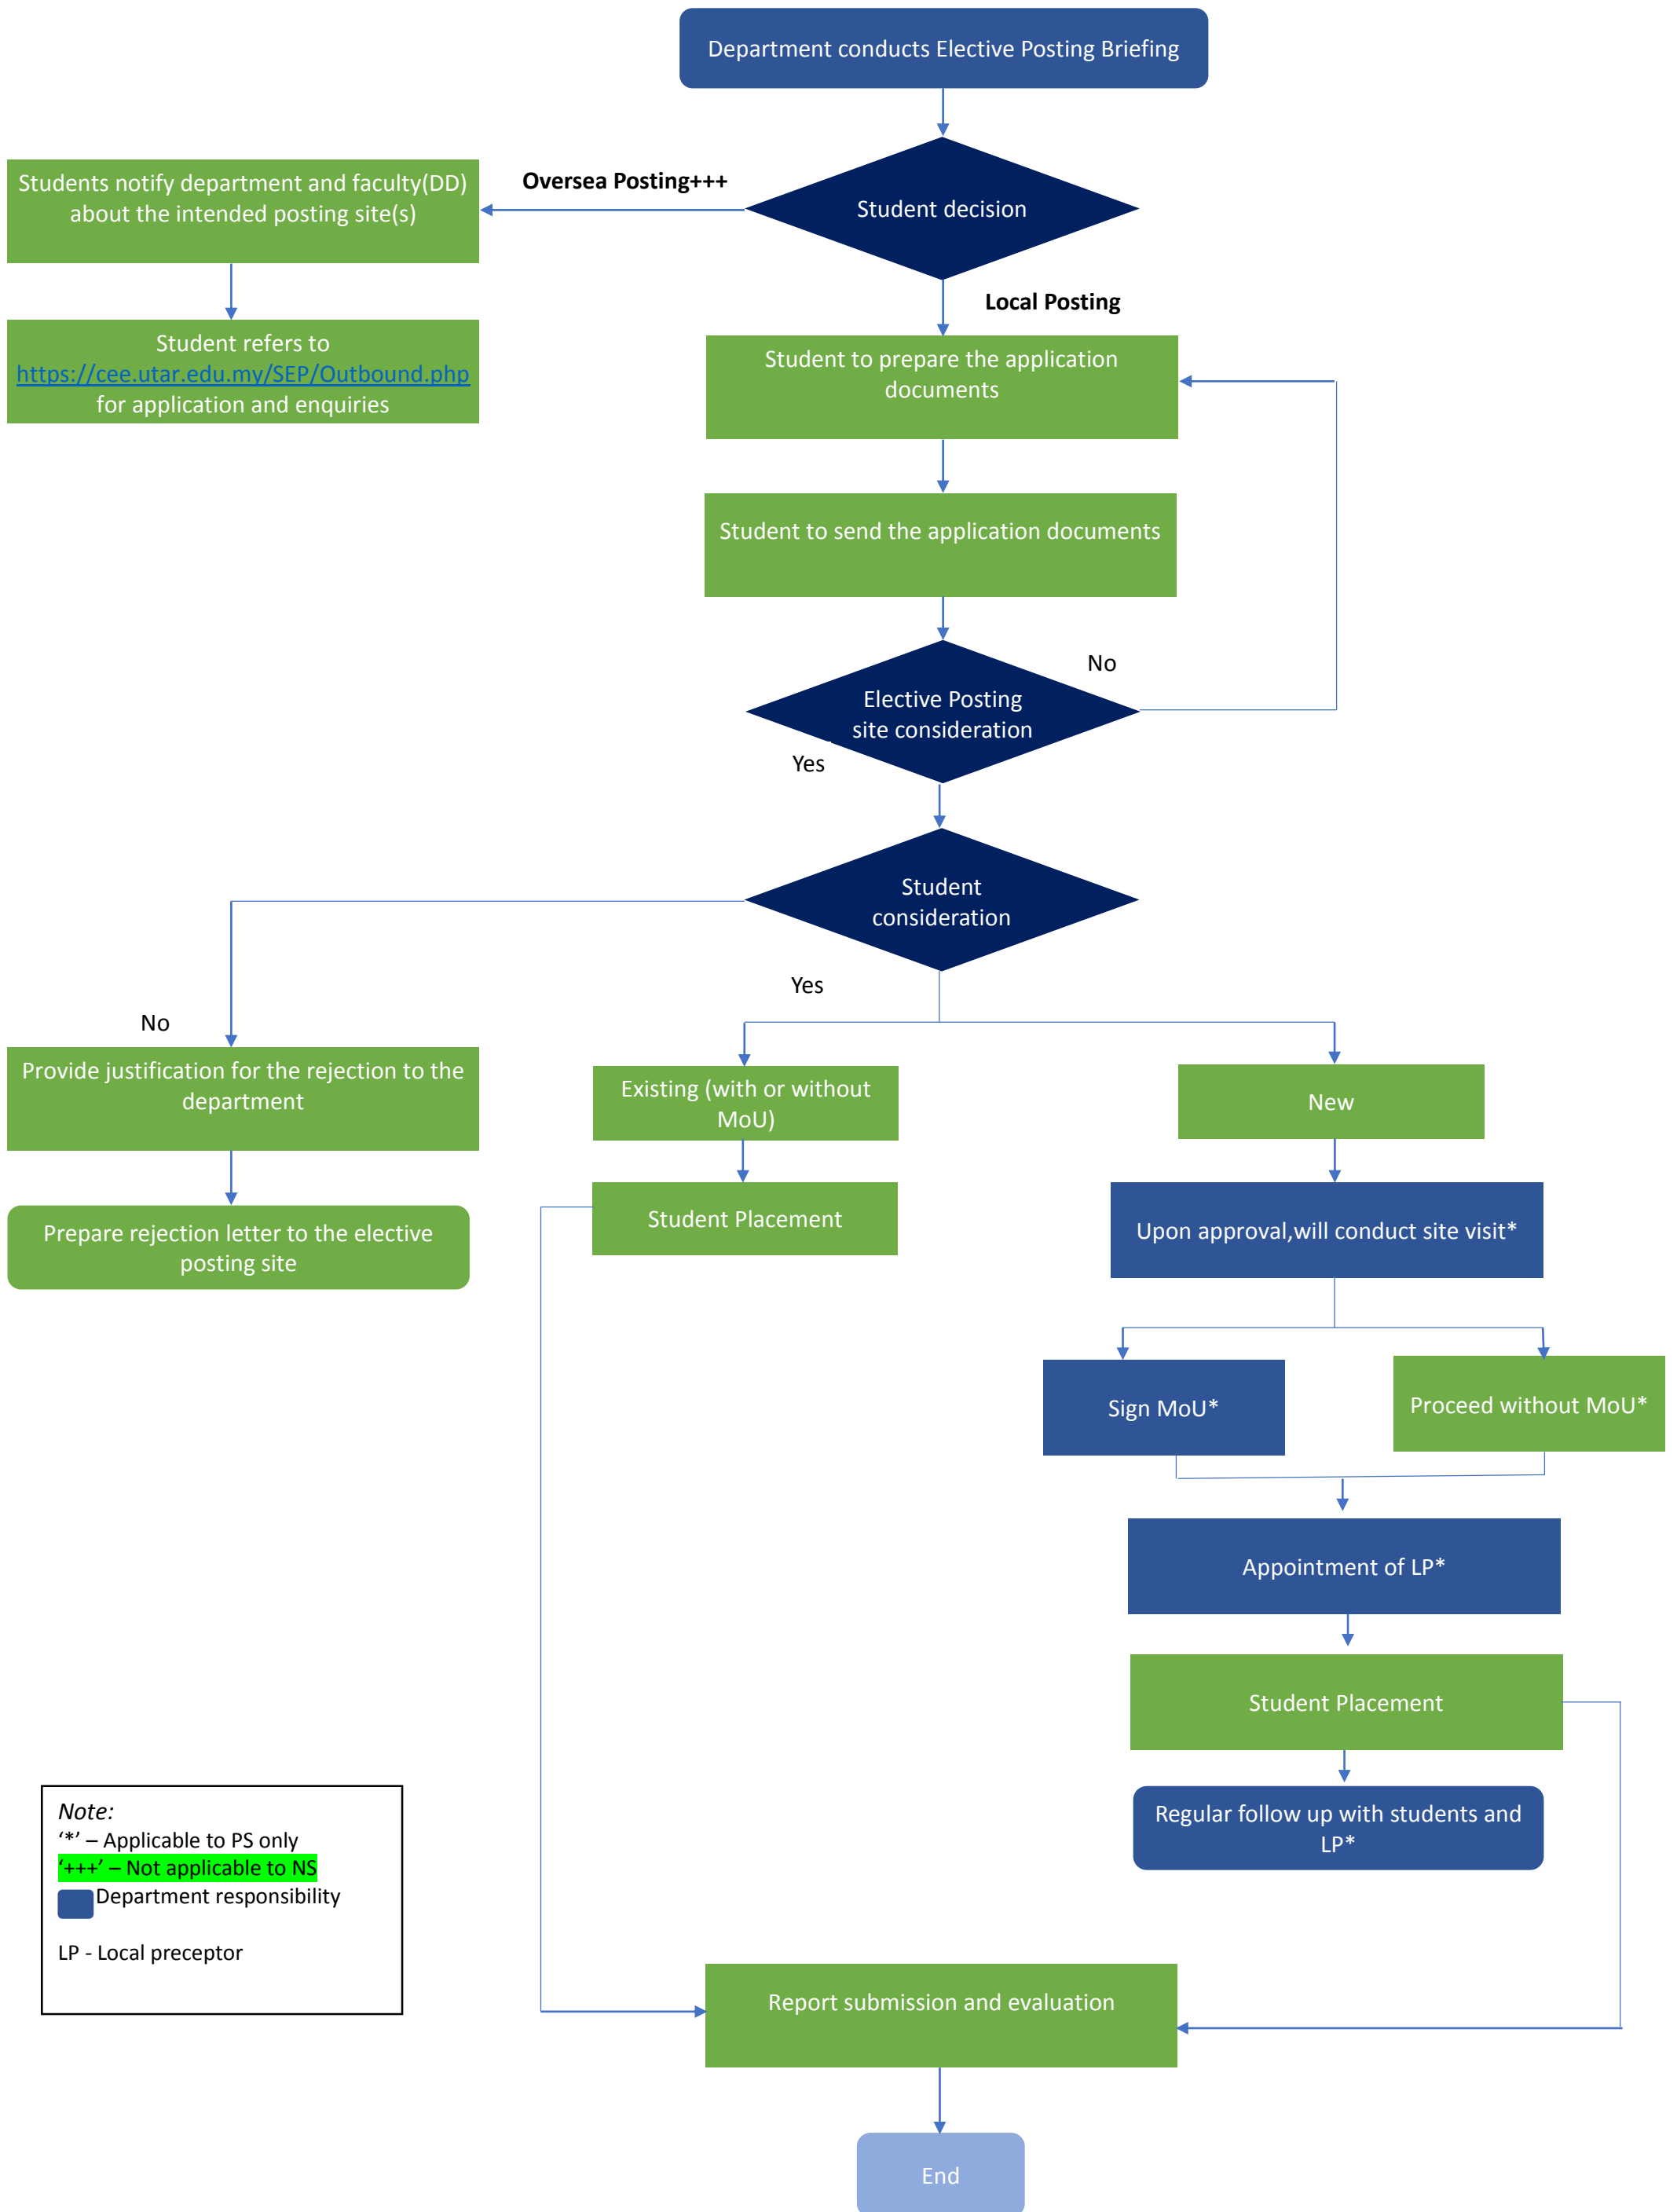 Department conducts Elective Posting Briefing
Student decision
Oversea Posting+++
Students notify department and faculty(DD)
about the intended posting site(s)
Student refers to
https://cee.utar.edu.my/SEP/Outbound.php
for application and enquiries
Local Posting
Student to prepare the application
documents
Student to send the application documents
Elective Posting
site consideration
No
Yes
Student
consideration
Yes
No
Provide justification for the rejection to the
department
Prepare rejection letter to the elective
posting site
Existing (with or without
MoU)
Student Placement
New
Upon approval,will conduct site visit*
Sign MoU*
Proceed without MoU*
Appointment of LP*
Student Placement
Regular follow up with students and
LP*
Note:
‘*’ – Applicable to PS only
‘+++’ – Not applicable to NS
Department responsibility
LP - Local preceptor
Report submission and evaluation
End